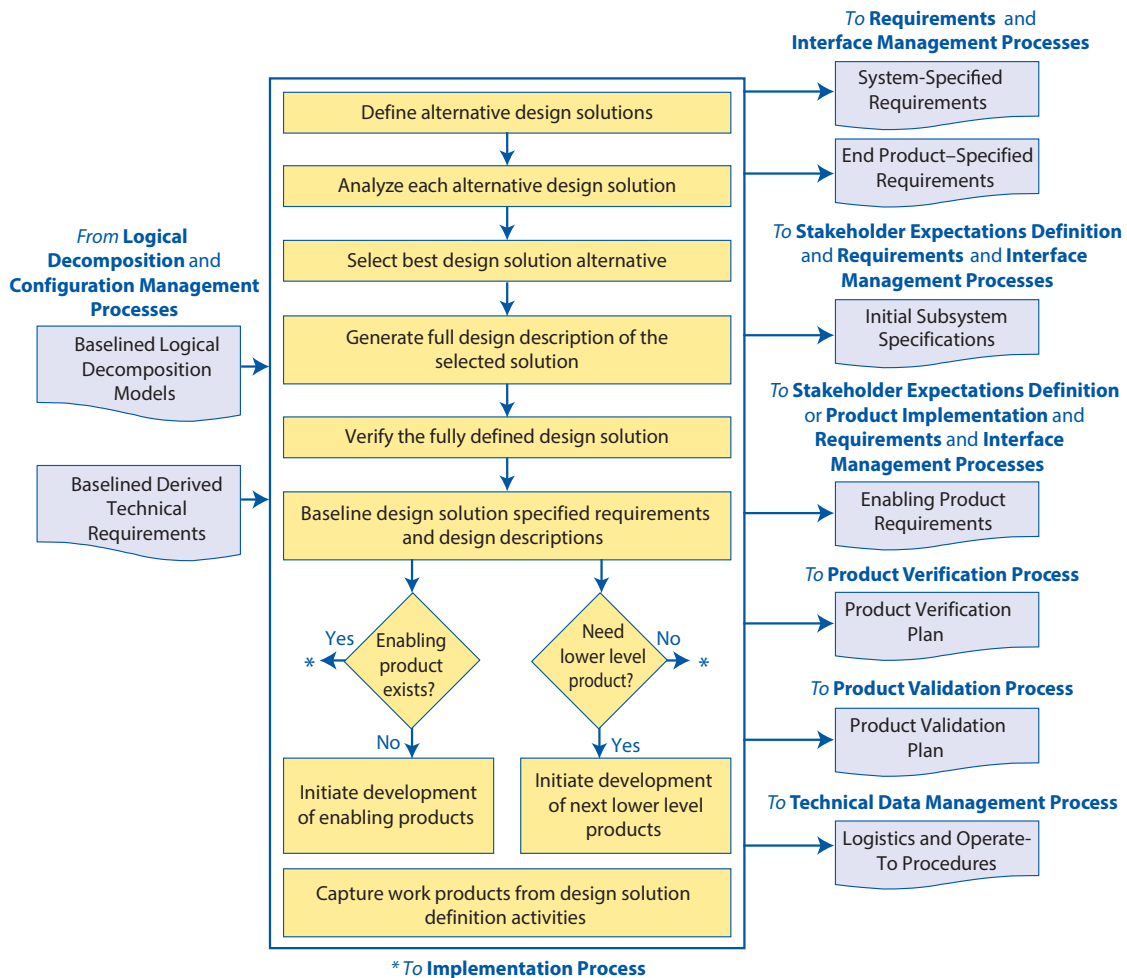 From Logical
Decomposition and
Configuration Management
Processes
Baselined Logical
Decomposition
Models
Baselined Derived
Technical
Requirements
Define alternative design solutions
Analyze each alternative design solution
Select best design solution alternative
Generate full design description of the
selected solution
Verify the fully defined design solution
Baseline design solution specified requirements
and design descriptions
Enabling
product
exists?
Yes
*
No
Need
lower level
product?
No
*
Yes
Initiate development
of enabling products
Initiate development
of next lower level
products
Capture work products from design solution
definition activities
* To Implementation Process
To Requirements and
Interface Management Processes
System-Specified
Requirements
End Product–Specified
Requirements
To Stakeholder Expectations Definition
and Requirements and Interface
Management Processes
Initial Subsystem
Specifications
To Stakeholder Expectations Definition
or Product Implementation and
Requirements and Interface
Management Processes
Enabling Product
Requirements
To Product Verification Process
Product Verification
Plan
To Product Validation Process
Product Validation
Plan
To Technical Data Management Process
Logistics and Operate-
To Procedures